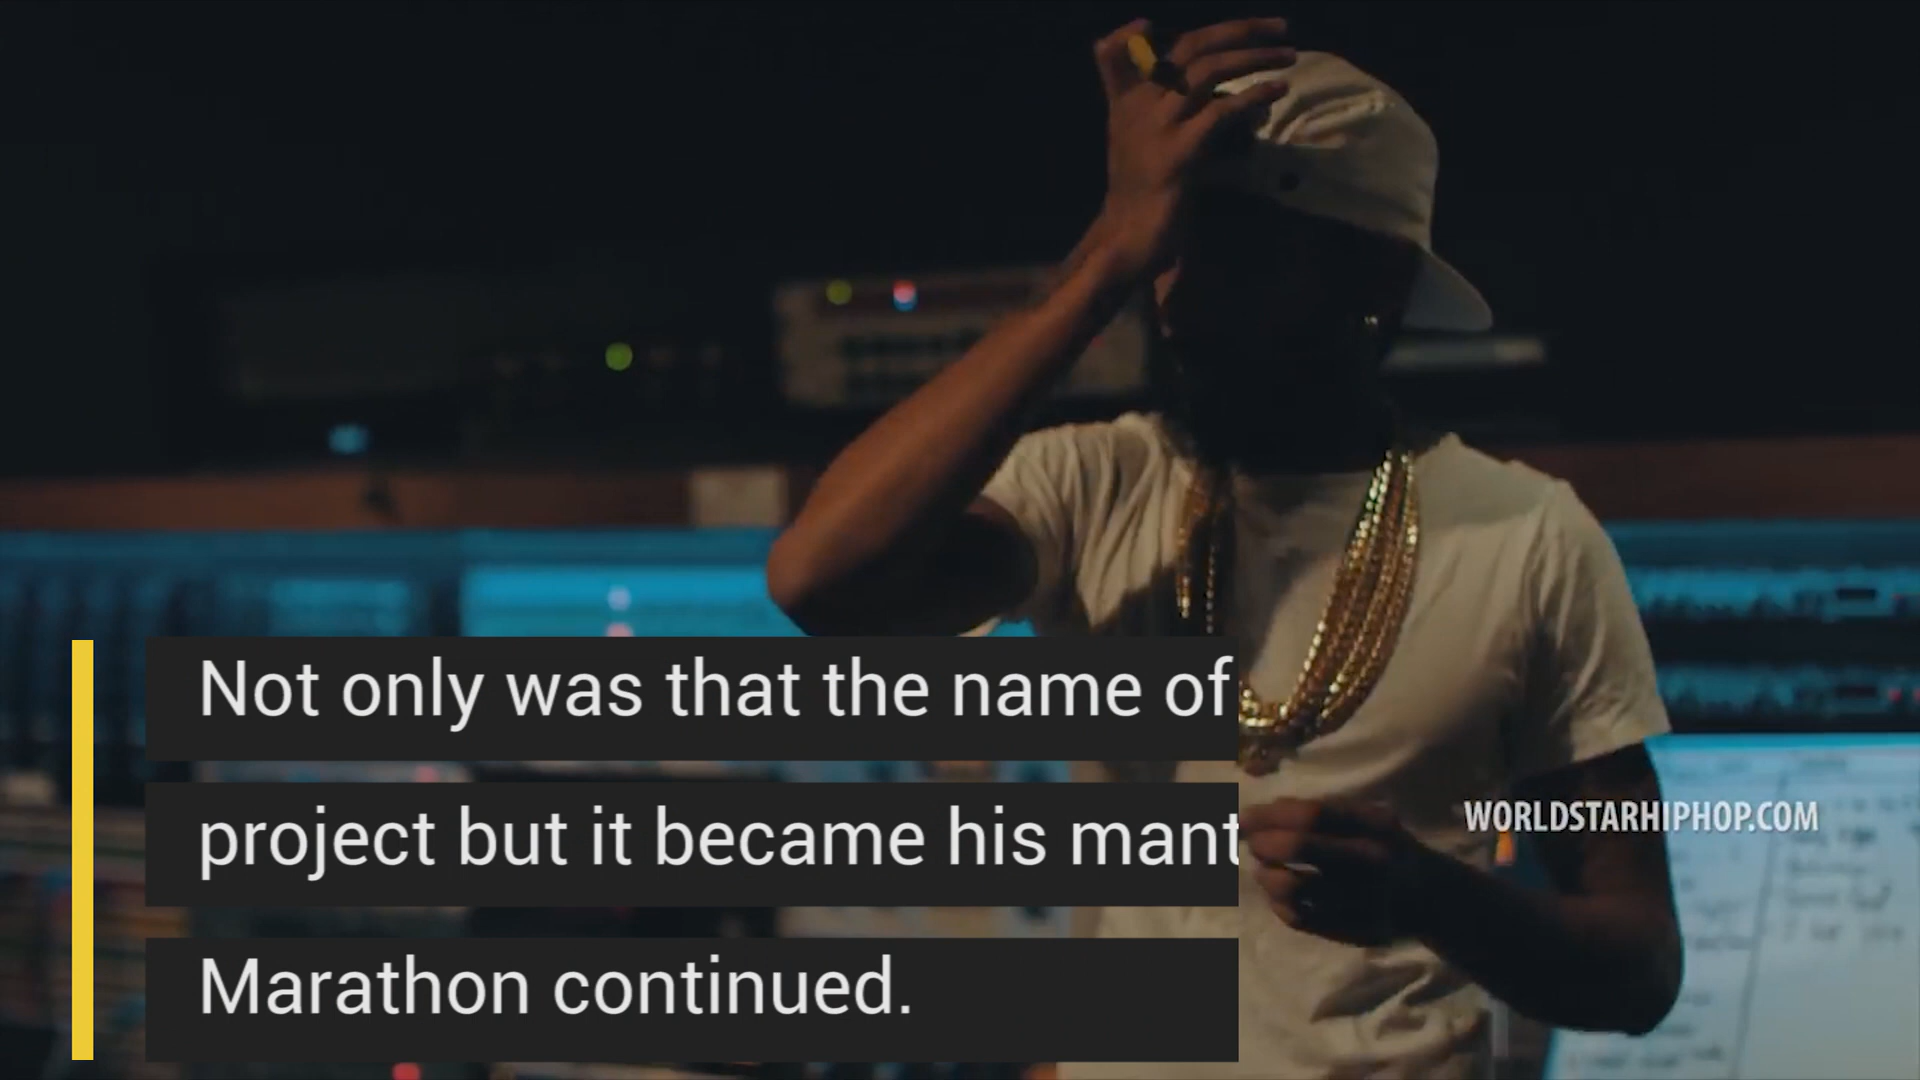 Not only was that the name of
project but it became his mant
Marathon continued.
WORLDSTARHIPHOP.COM